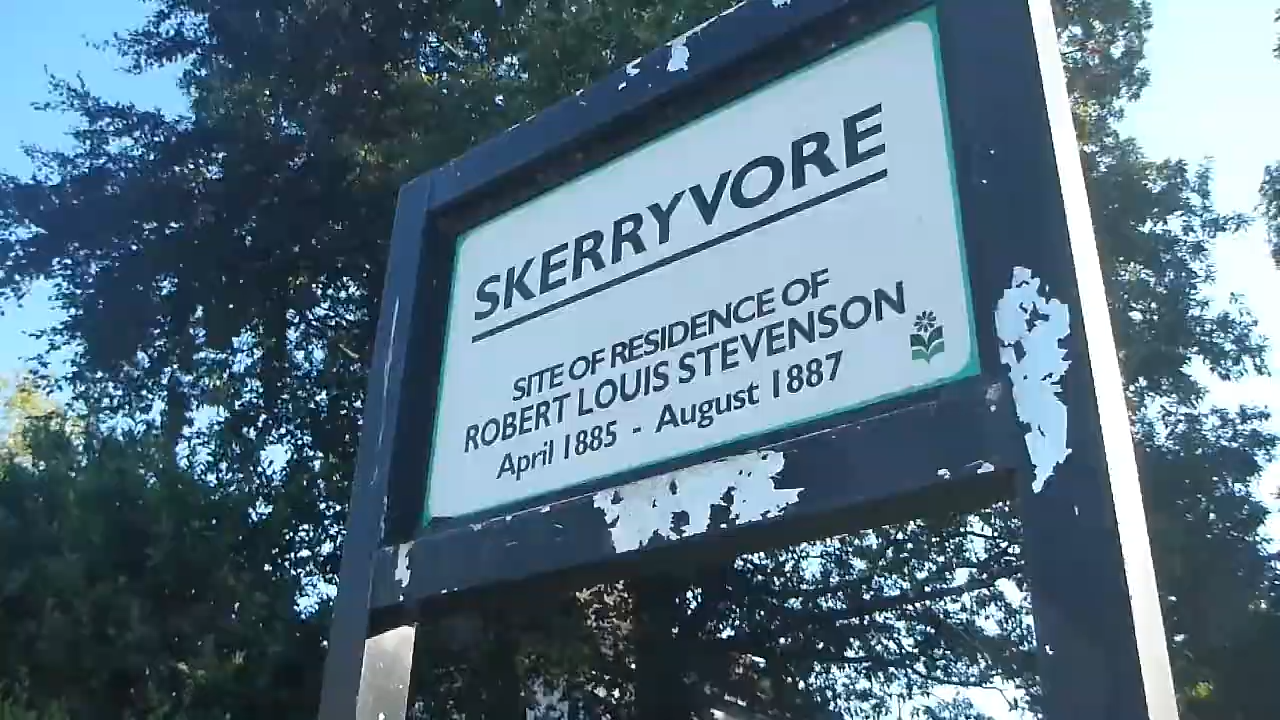 SKERRYVORE
SITE OF RESIDENCE OF
ROBERT LOUIS STEVENSON
April 1885 - August 1887